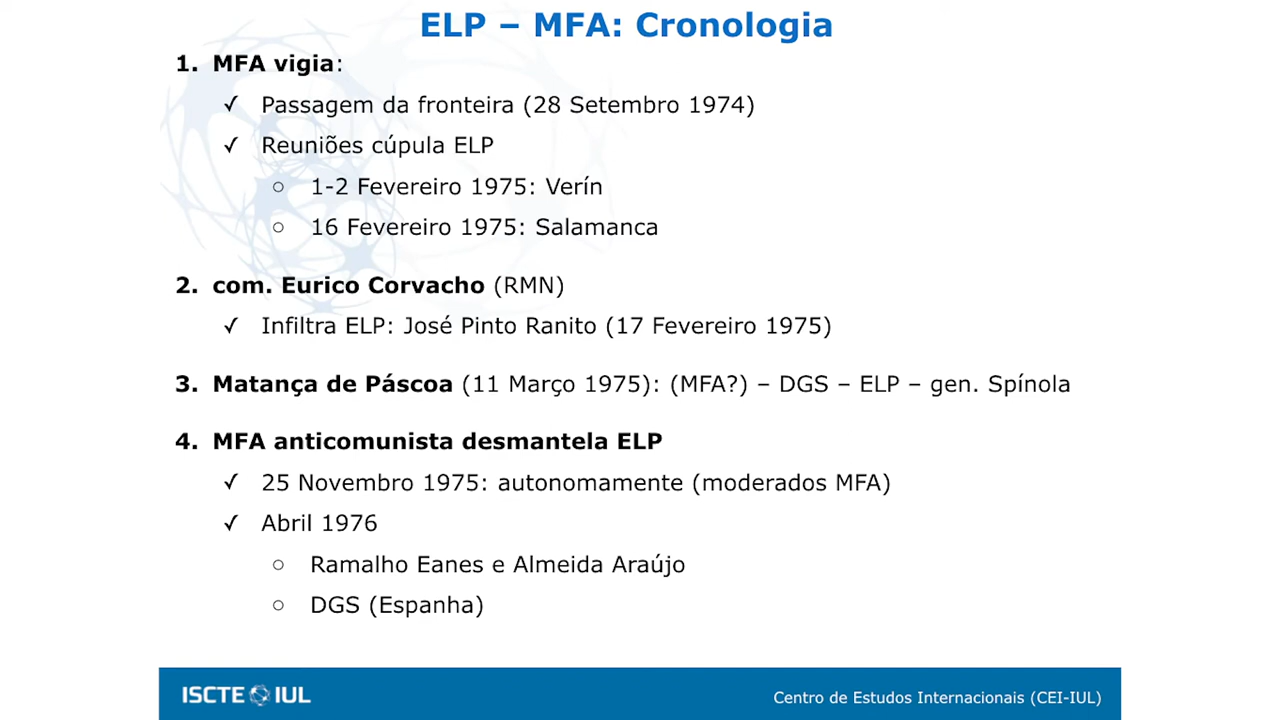 ELP – MFA: Cronologia
1. MFA vigia:
✓ Passagem da fronteira (28 Setembro 1974)
✓ Reuniões cúpula ELP
○ 1-2 Fevereiro 1975: Verín
○ 16 Fevereiro 1975: Salamanca
2. com. Eurico Corvacho (RMN)
✓ Infiltra ELP: José Pinto Ranito (17 Fevereiro 1975)
3. Matança de Páscoa (11 Março 1975): (MFA?) – DGS – ELP – gen. Spínola
4. MFA anticomunista desmantela ELP
✓ 25 Novembro 1975: autonomamente (moderados MFA)
✓ Abril 1976
○ Ramalho Eanes e Almeida Araújo
○ DGS (Espanha)
ISCTE IUL
Centro de Estudos Internacionais (CEI-IUL)